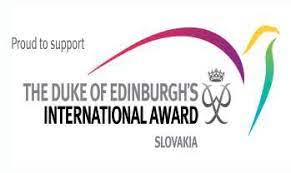 Proud to support
THE DUKE OF EDINBURGH'S
INTERNATIONAL AWARD
SLOVAKIA